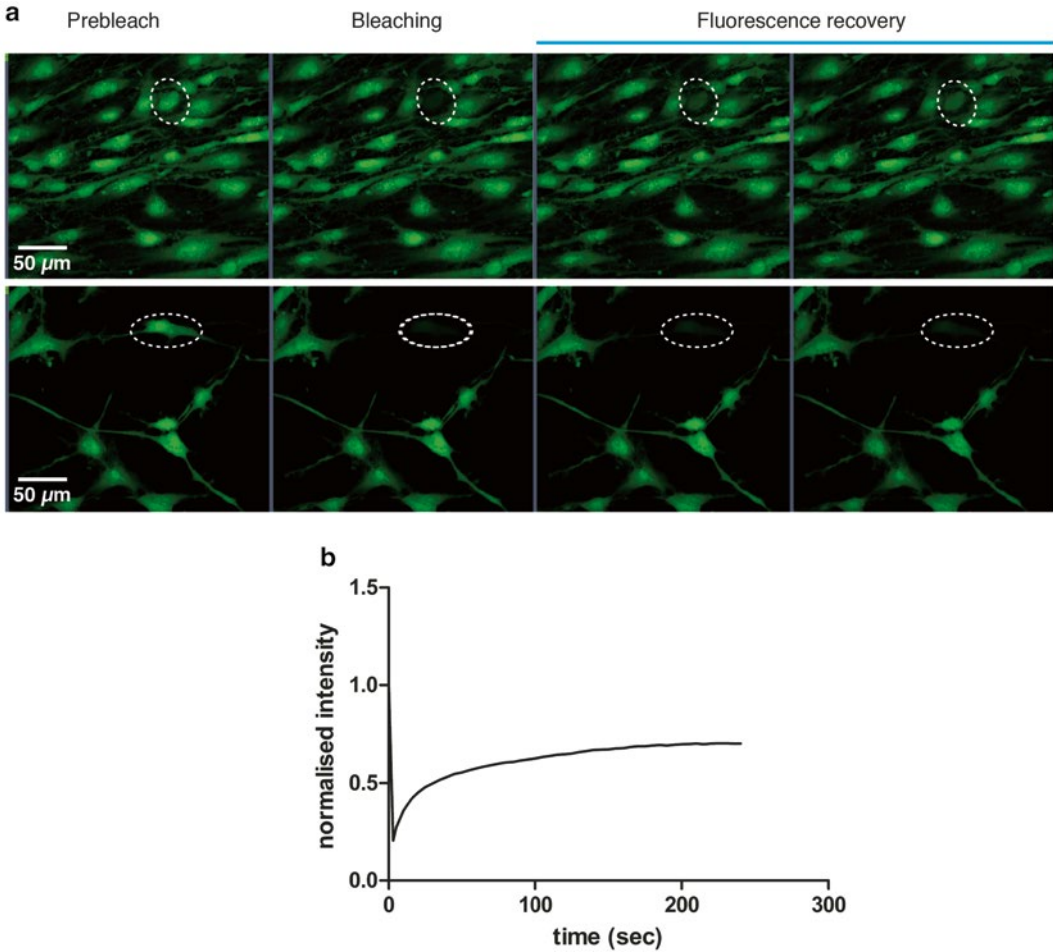 a
Prebleach Bleaching Fluorescence recovery
50 µm
50 µm
b
1.5
1.0
0.5
0.0
normalised intensity
0 100 200 300
time (sec)